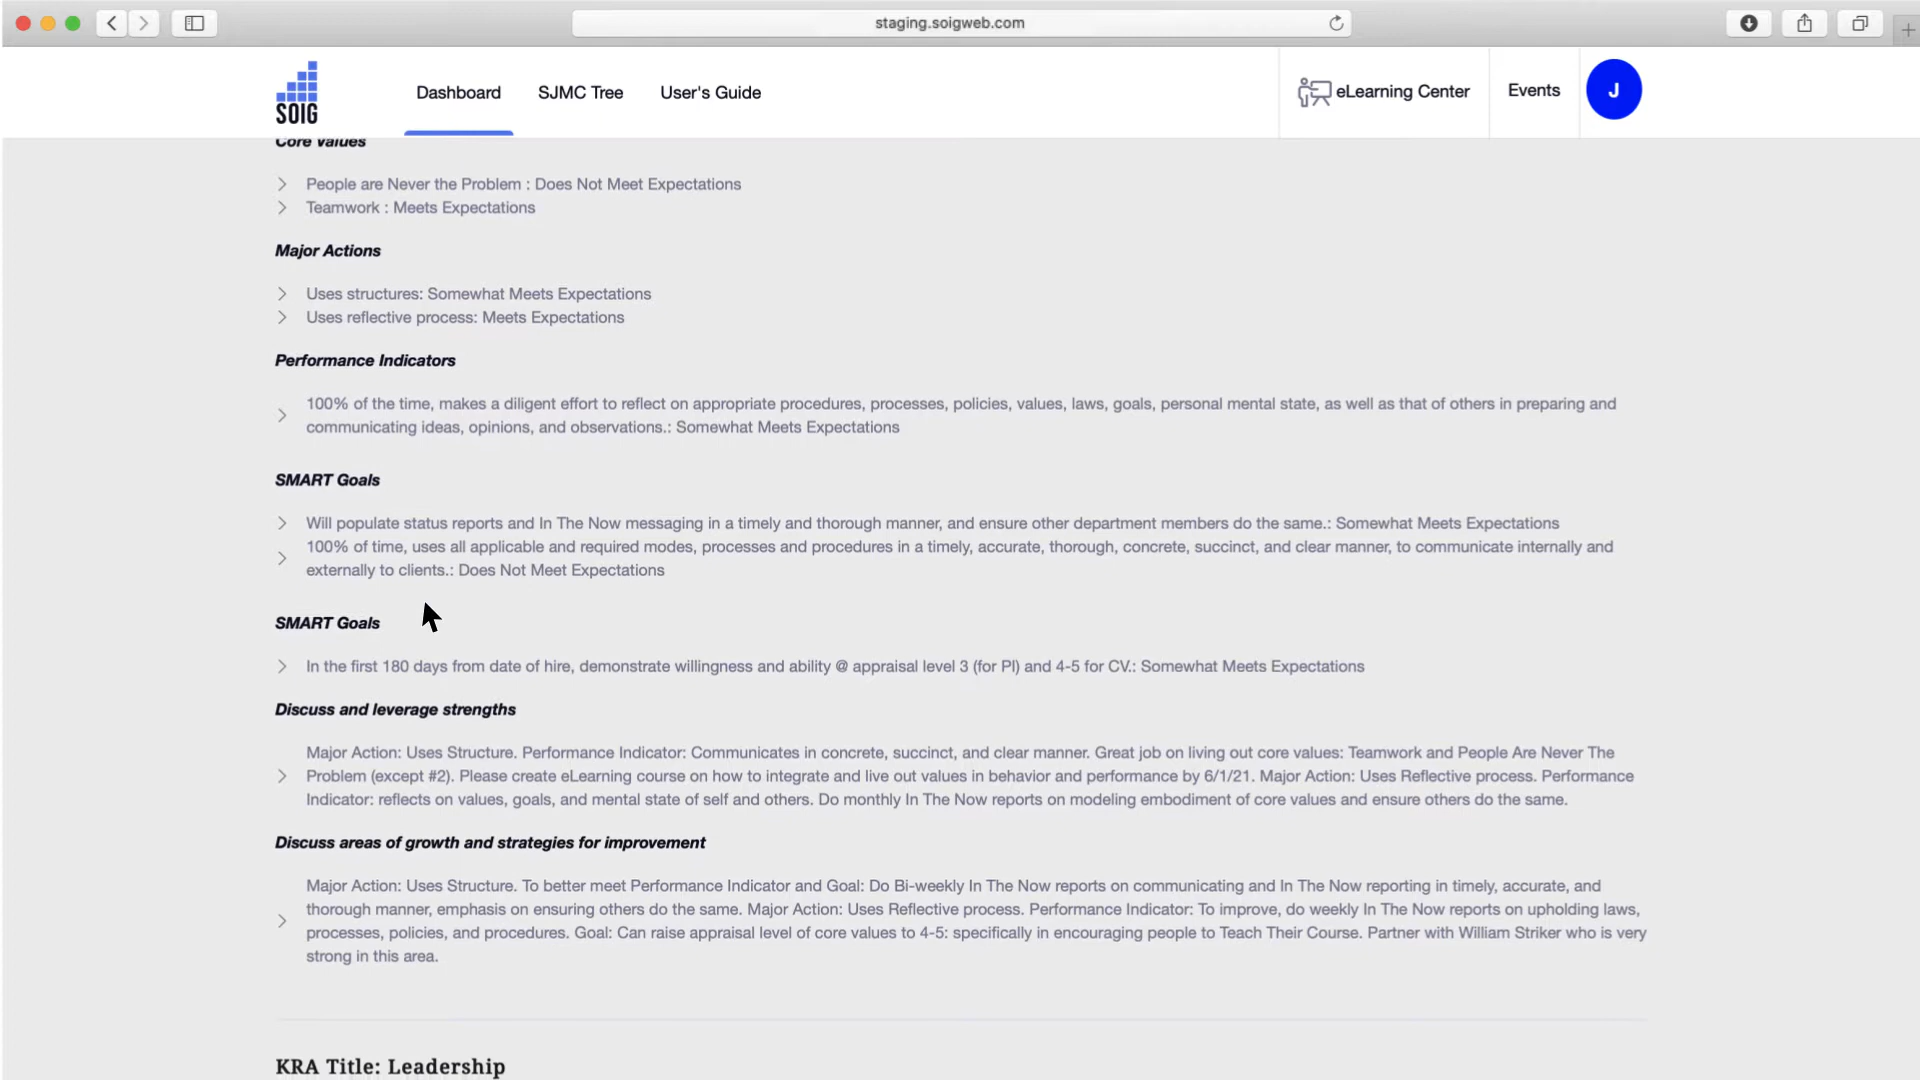 staging.soigweb.com
SOIG
Dashboard
SJMC Tree
User's Guide
eLearning Center
Events
J
Core Values
People are Never the Problem : Does Not Meet Expectations
Teamwork : Meets Expectations
Major Actions
Uses structures: Somewhat Meets Expectations
Uses reflective process: Meets Expectations
Performance Indicators
100% of the time, makes a diligent effort to reflect on appropriate procedures, processes, policies, values, laws, goals, personal mental state, as well as that of others in preparing and
communicating ideas, opinions, and observations.: Somewhat Meets Expectations
SMART Goals
Will populate status reports and In The Now messaging in a timely and thorough manner, and ensure other department members do the same.: Somewhat Meets Expectations
100% of time, uses all applicable and required modes, processes and procedures in a timely, accurate, thorough, concrete, succinct, and clear manner, to communicate internally and
externally to clients.: Does Not Meet Expectations
SMART Goals
In the first 180 days from date of hire, demonstrate willingness and ability @ appraisal level 3 (for PI) and 4-5 for CV.: Somewhat Meets Expectations
Discuss and leverage strengths
Major Action: Uses Structure. Performance Indicator: Communicates in concrete, succinct, and clear manner. Great job on living out core values: Teamwork and People Are Never The
Problem (except #2). Please create eLearning course on how to integrate and live out values in behavior and performance by 6/1/21. Major Action: Uses Reflective process. Performance
Indicator: reflects on values, goals, and mental state of self and others. Do monthly In The Now reports on modeling embodiment of core values and ensure others do the same.
Discuss areas of growth and strategies for improvement
Major Action: Uses Structure. To better meet Performance Indicator and Goal: Do Bi-weekly In The Now reports on communicating and In The Now reporting in timely, accurate, and
thorough manner, emphasis on ensuring others do the same. Major Action: Uses Reflective process. Performance Indicator: To improve, do weekly In The Now reports on upholding laws,
processes, policies, and procedures. Goal: Can raise appraisal level of core values to 4-5: specifically in encouraging people to Teach Their Course. Partner with William Striker who is very
strong in this area.
KRA Title: Leadership